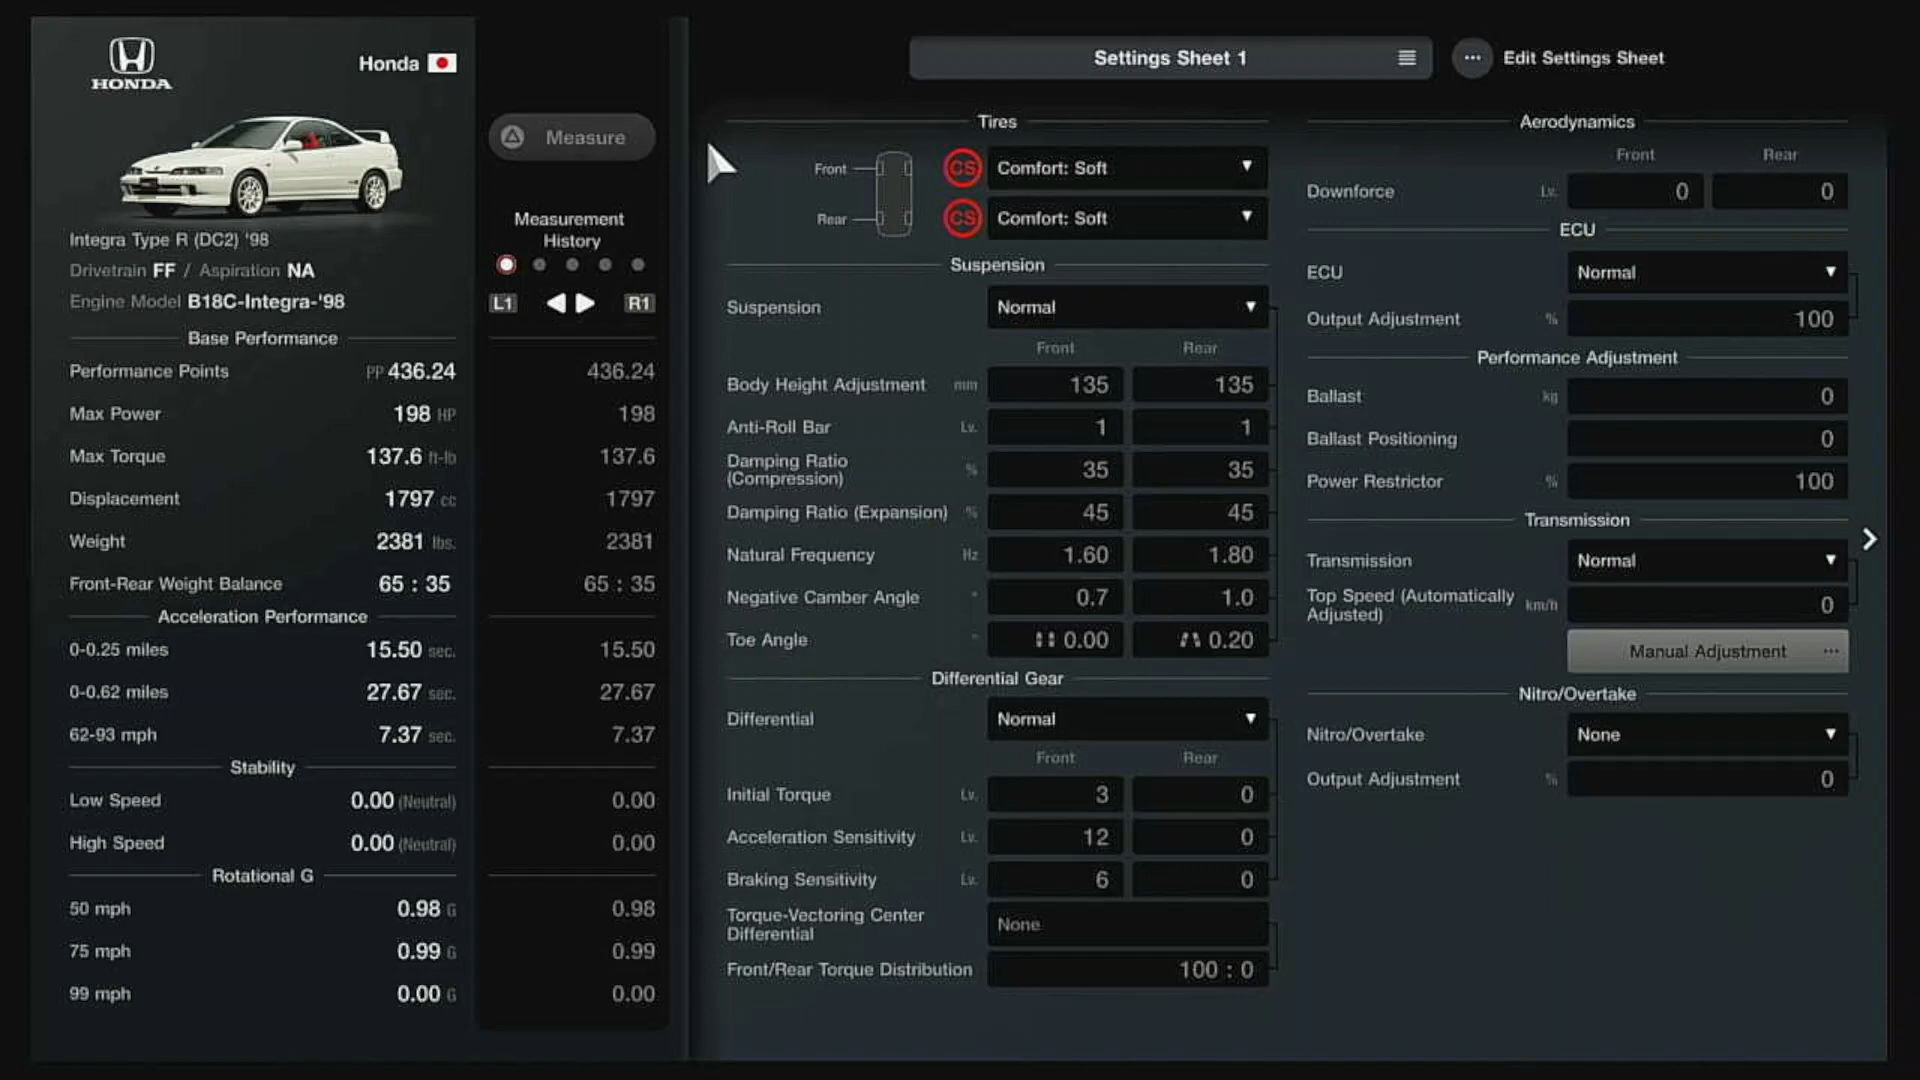 HONDA
Honda
Integra Type R (DC2) '98
Drivetrain FF / Aspiration NA
Engine Model B18C-Integra-'98
Base Performance
Performance Points PP 436.24
Max Power 198 HP
Max Torque 137.6 ft-lb
Displacement 1797 cc
Weight 2381 lbs.
Front-Rear Weight Balance 65 : 35
Acceleration Performance
0-0.25 miles 15.50 sec.
0-0.62 miles 27.67 sec.
62-93 mph 7.37 sec.
Stability
Low Speed 0.00 (Neutral)
High Speed 0.00 (Neutral)
Rotational G
50 mph 0.98 G
75 mph 0.99 G
99 mph 0.00 G
Measure
Measurement
History
L1 R1
436.24
198
137.6
1797
2381
65 : 35
15.50
27.67
7.37
0.00
0.00
0.98
0.99
0.00
Settings Sheet 1
Edit Settings Sheet
Tires
Front CS Comfort: Soft
Rear CS Comfort: Soft
Suspension
Suspension Normal
Front Rear
Body Height Adjustment mm 135 135
Anti-Roll Bar Lv. 1 1
Damping Ratio
(Compression) % 35 35
Damping Ratio (Expansion) % 45 45
Natural Frequency Hz 1.60 1.80
Negative Camber Angle ° 0.7 1.0
Toe Angle ° 0.00 0.20
Differential Gear
Differential Normal
Front Rear
Initial Torque Lv. 3 0
Acceleration Sensitivity Lv. 12 0
Braking Sensitivity Lv. 6 0
Torque-Vectoring Center
Differential None
Front/Rear Torque Distribution 100 : 0
Aerodynamics
Front Rear
Downforce Lv. 0 0
ECU
ECU Normal
Output Adjustment % 100
Performance Adjustment
Ballast kg 0
Ballast Positioning 0
Power Restrictor % 100
Transmission
Transmission Normal
Top Speed (Automatically
Adjusted) km/h 0
Manual Adjustment
Nitro/Overtake
Nitro/Overtake None
Output Adjustment % 0